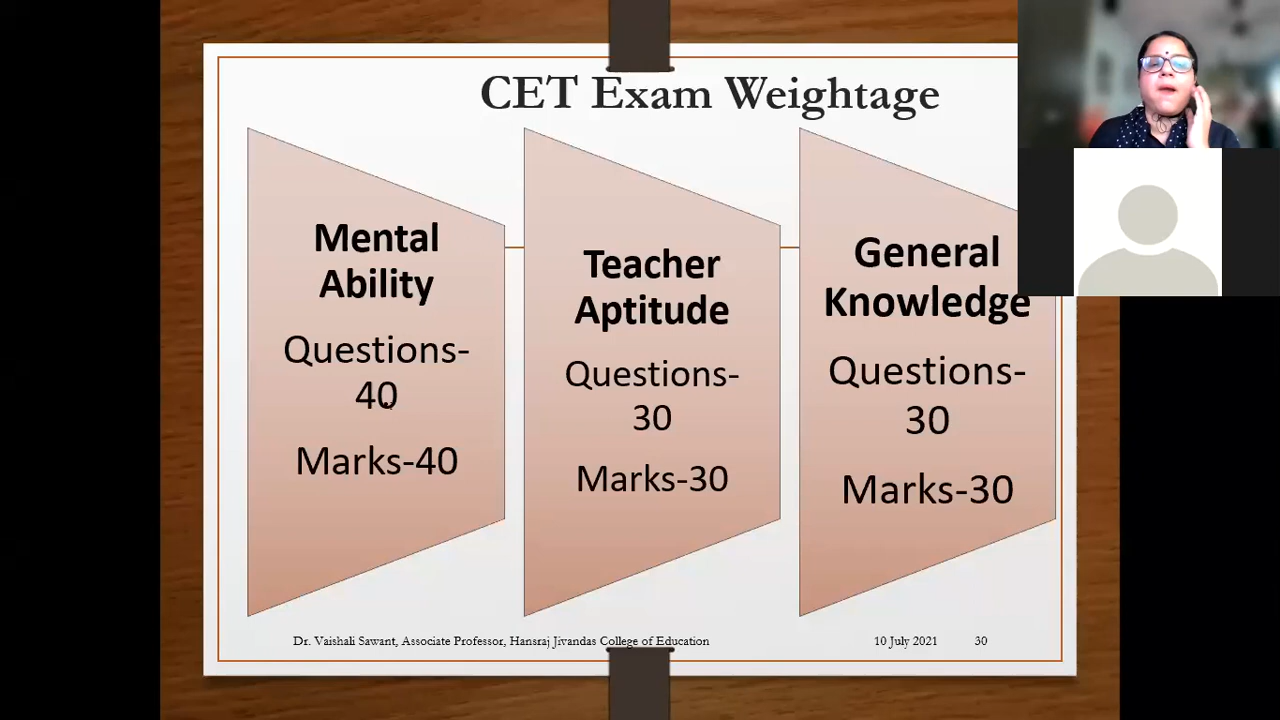 CET Exam Weightage
Mental
Ability
Questions-
40
Marks-40
Teacher
Aptitude
Questions-
30
Marks-30
General
Knowledge
Questions-
30
Marks-30
Dr. Vaishali Sawant, Associate Professor, Hansraj Jivandas College of Education
10 July 2021
30